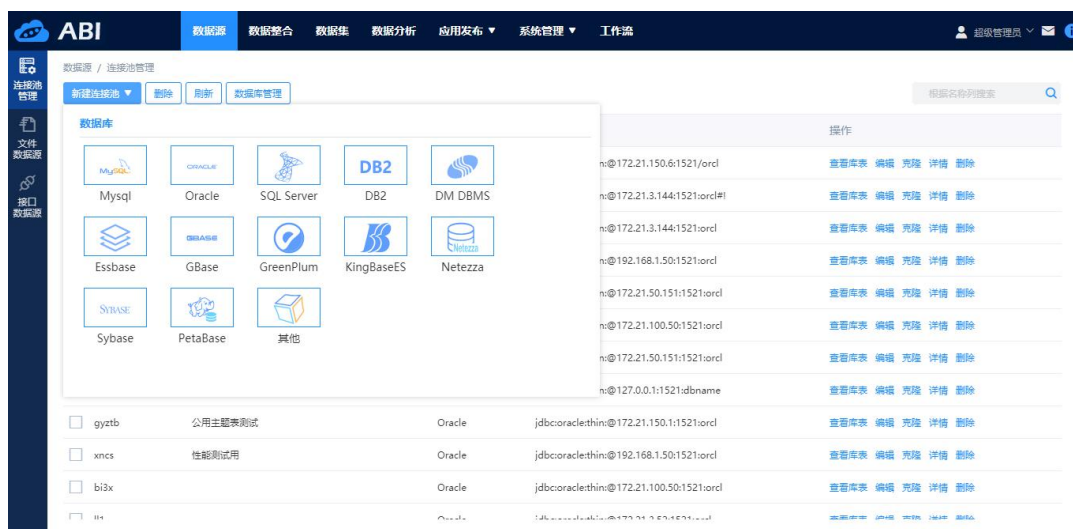 ABI 数据源 数据整合 数据集 数据分析 应用发布 ▼ 系统管理 ▼ 工作流 超级管理员
连接池管理
文件数据源
接口数据源
数据源 / 连接池管理
新建连接池 ▼ 删除 刷新 数据库管理 根据名称列搜索
数据库
操作
MySQL ORACLE DB2
Mysql Oracle SQL Server DB2 DM DBMS
GBASE Netezza
Essbase GBase GreenPlum KingBaseES Netezza
SYBASE
Sybase PetaBase 其他
n:@172.21.150.6:1521/orcl 查看库表 编辑 克隆 详情 删除
n:@172.21.3.144:1521:orcl#! 查看库表 编辑 克隆 详情 删除
n:@172.21.3.144:1521:orcl 查看库表 编辑 克隆 详情 删除
n:@192.168.1.50:1521/orcl 查看库表 编辑 克隆 详情 删除
n:@172.21.50.151:1521:orcl 查看库表 编辑 克隆 详情 删除
n:@172.21.100.50:1521:orcl 查看库表 编辑 克隆 详情 删除
n:@172.21.50.151:1521:orcl 查看库表 编辑 克隆 详情 删除
n:@127.0.0.1:1521:dbname 查看库表 编辑 克隆 详情 删除
gyztb 公用主题表测试 Oracle jdbc:oracle:thin:@172.21.150.1:1521:orcl 查看库表 编辑 克隆 详情 删除
xncs 性能测试用 Oracle jdbc:oracle:thin:@192.168.1.50:1521:orcl 查看库表 编辑 克隆 详情 删除
bi3x Oracle jdbc:oracle:thin:@172.21.100.50:1521:orcl 查看库表 编辑 克隆 详情 删除